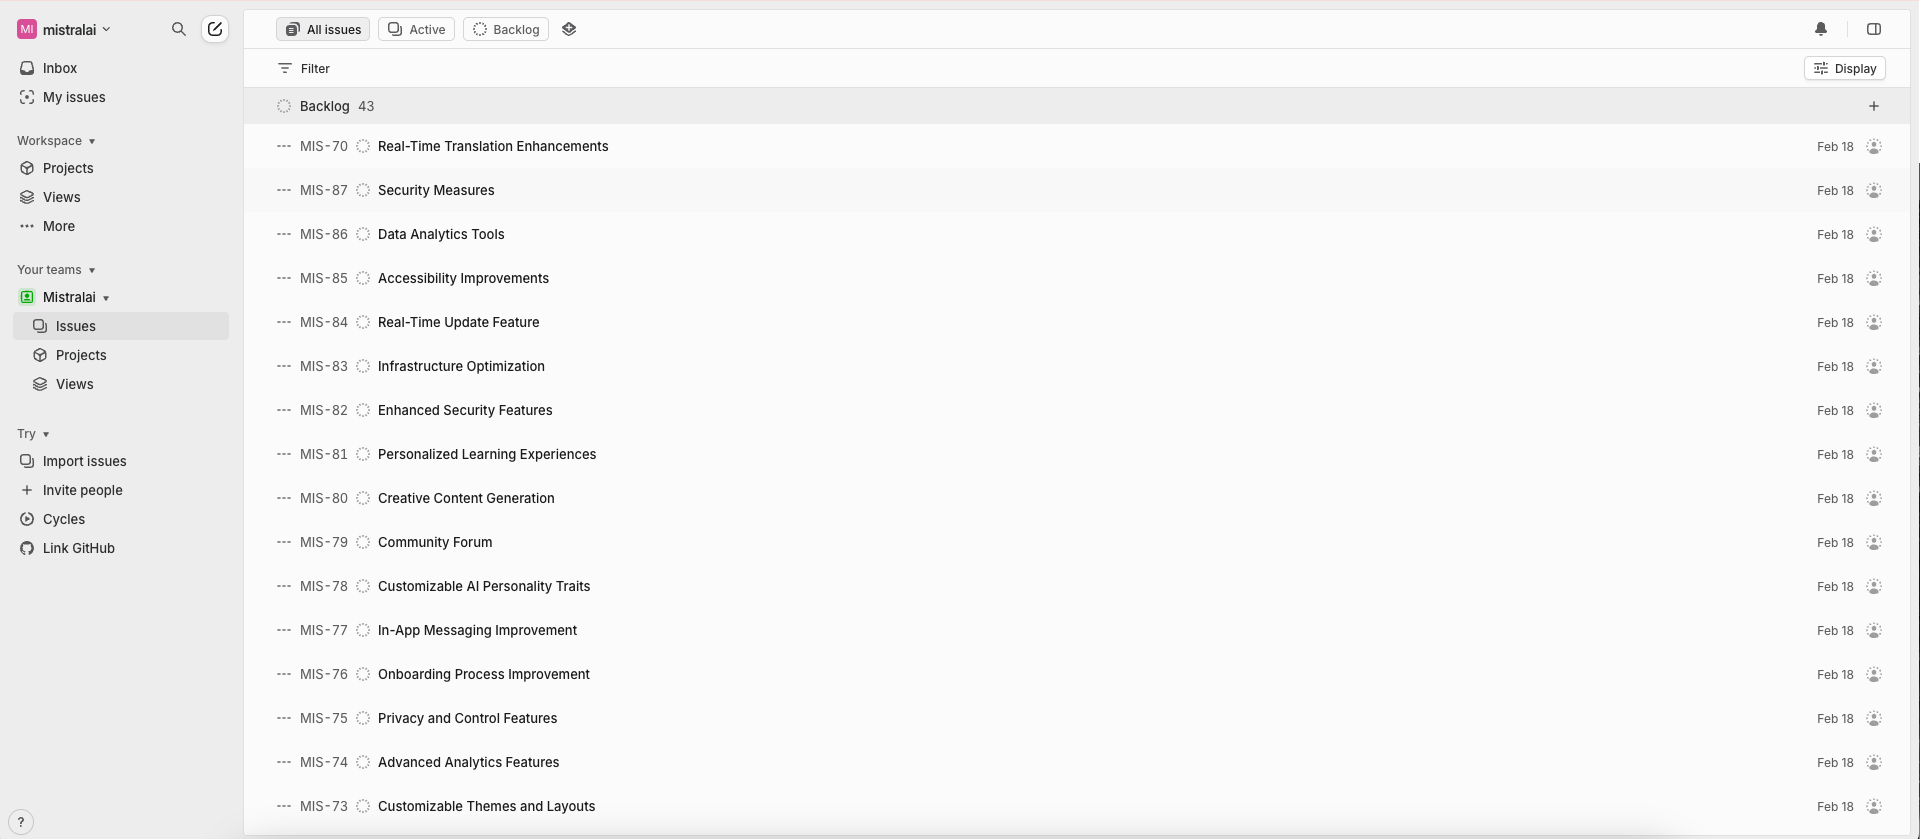 MI mistralai
Inbox
My issues
Workspace
Projects
Views
More
Your teams
Mistralai
Issues
Projects
Views
Try
Import issues
Invite people
Cycles
Link GitHub
?
All issues Active Backlog
Filter Display
Backlog 43
MIS-70 Real-Time Translation Enhancements Feb 18
MIS-87 Security Measures Feb 18
MIS-86 Data Analytics Tools Feb 18
MIS-85 Accessibility Improvements Feb 18
MIS-84 Real-Time Update Feature Feb 18
MIS-83 Infrastructure Optimization Feb 18
MIS-82 Enhanced Security Features Feb 18
MIS-81 Personalized Learning Experiences Feb 18
MIS-80 Creative Content Generation Feb 18
MIS-79 Community Forum Feb 18
MIS-78 Customizable AI Personality Traits Feb 18
MIS-77 In-App Messaging Improvement Feb 18
MIS-76 Onboarding Process Improvement Feb 18
MIS-75 Privacy and Control Features Feb 18
MIS-74 Advanced Analytics Features Feb 18
MIS-73 Customizable Themes and Layouts Feb 18